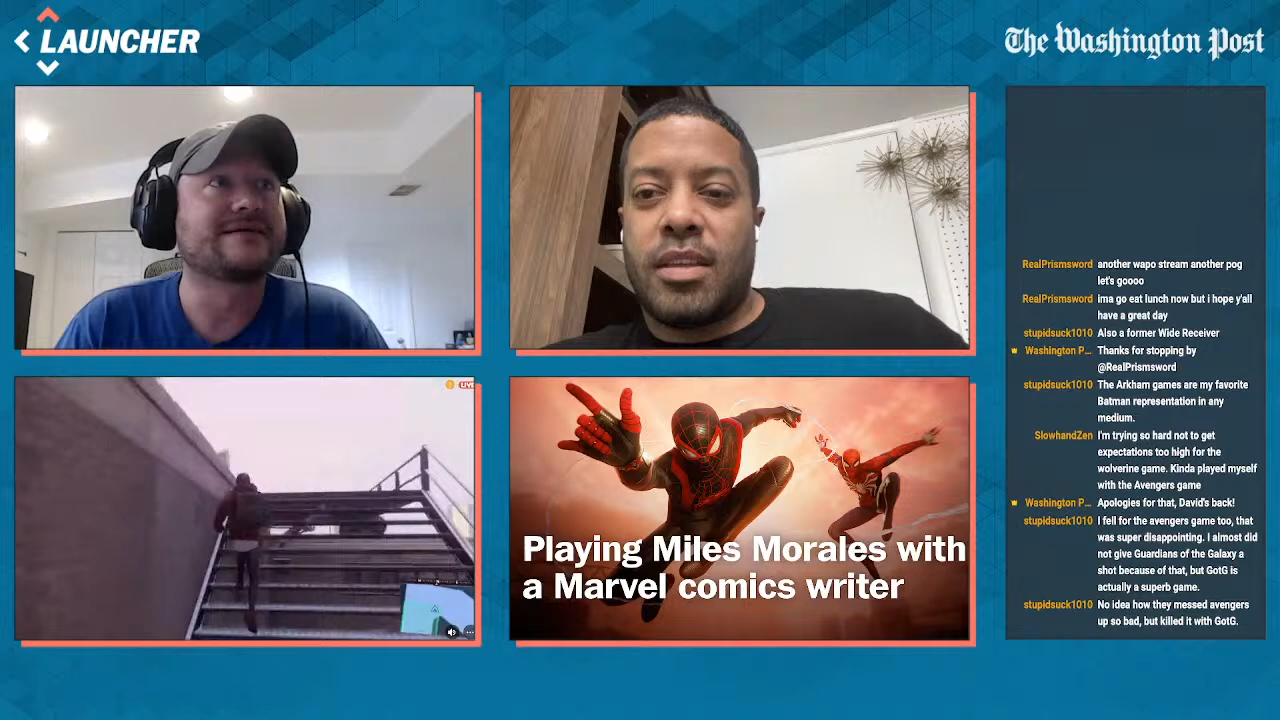 LAUNCHER
The Washington Post
LIVE
Playing Miles Morales with
a Marvel comics writer
RealPrismsword another wapo stream another pog
let's goooo
RealPrismsword ima go eat lunch now but i hope y'all
have a great day
stupidsuck1010 Also a former Wide Receiver
Washington P... Thanks for stopping by
@RealPrismsword
stupidsuck1010 The Arkham games are my favorite
Batman representation in any
medium.
SlowhandZen I'm trying so hard not to get
expectations too high for the
wolverine game. Kinda played myself
with the Avengers game
Washington P... Apologies for that, David's back!
stupidsuck1010 I fell for the avengers game too, that
was super disappointing. I almost did
not give Guardians of the Galaxy a
shot because of that, but GotG is
actually a superb game.
stupidsuck1010 No idea how they messed avengers
up so bad, but killed it with GotG.